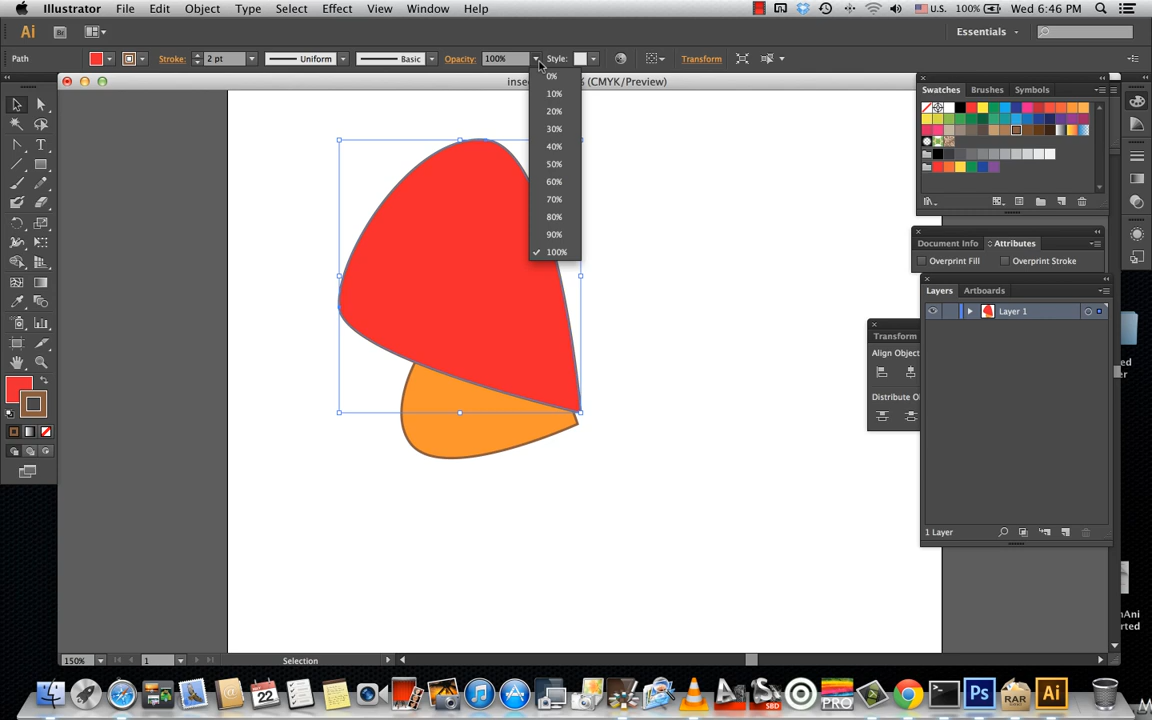 Illustrator File Edit Object Type Select Effect View Window Help U.S. 100% Wed 6:46 PM
Ai Br Essentials
Path Stroke: 2 pt Uniform Basic Opacity: 100% Style: Transform
(CMYK/Preview)
0%
10%
20%
30%
40%
50%
60%
70%
80%
90%
100%
Swatches Brushes Symbols
Document Info Attributes
Overprint Fill Overprint Stroke
Layers Artboards
Layer 1
Transform
Align Object
Distribute O
1 Layer
150% 1 Selection
22
PRO
SBD
Ps
RAR
Ai